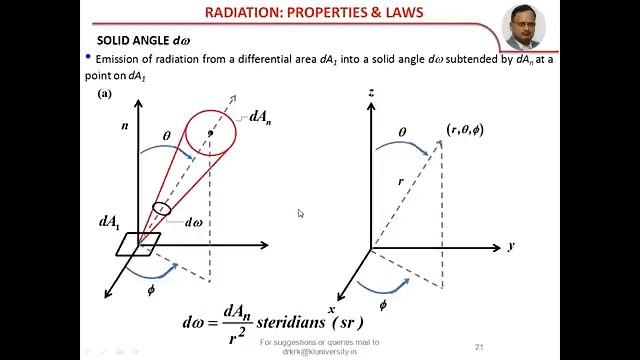 RADIATION: PROPERTIES & LAWS
SOLID ANGLE dω
• Emission of radiation from a differential area dA1 into a solid angle dω subtended by dAn at a
point on dA1
(a)
n
θ
dAn
dA1
dω
ϕ
z
θ
(r,θ,ϕ)
r
y
ϕ
x
dω = dAn / r² steridians (sr)
For suggestions or queries mail to
drkrk@kluniversity.in
21